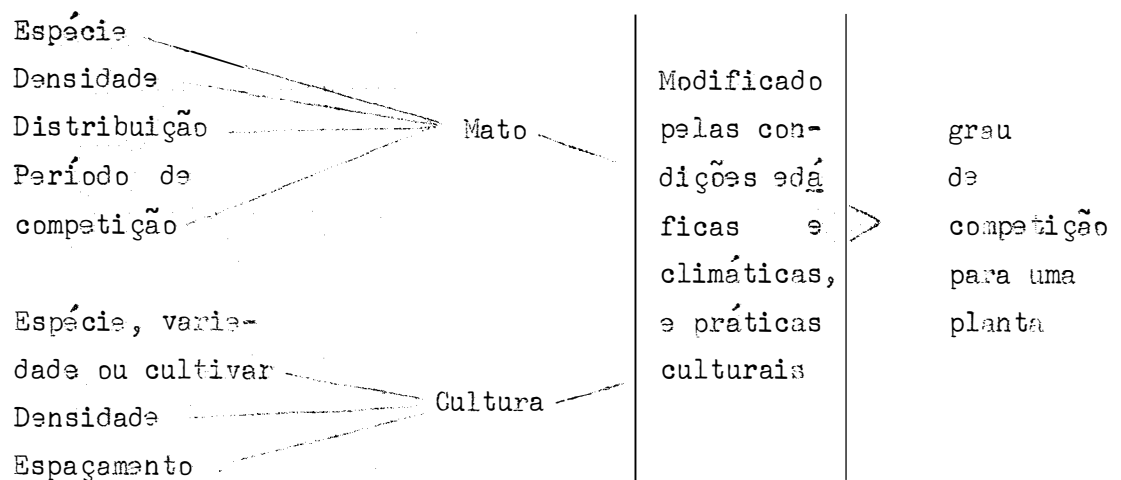 Espécie
Densidade
Distribuição
Período de
competição
Mato
Espécie, varie-
dade ou cultivar
Densidade
Espaçamento
Cultura
Modificado
pelas con-
dições edá
ficas e
climáticas,
e práticas
culturais
grau
de
competição
para uma
planta